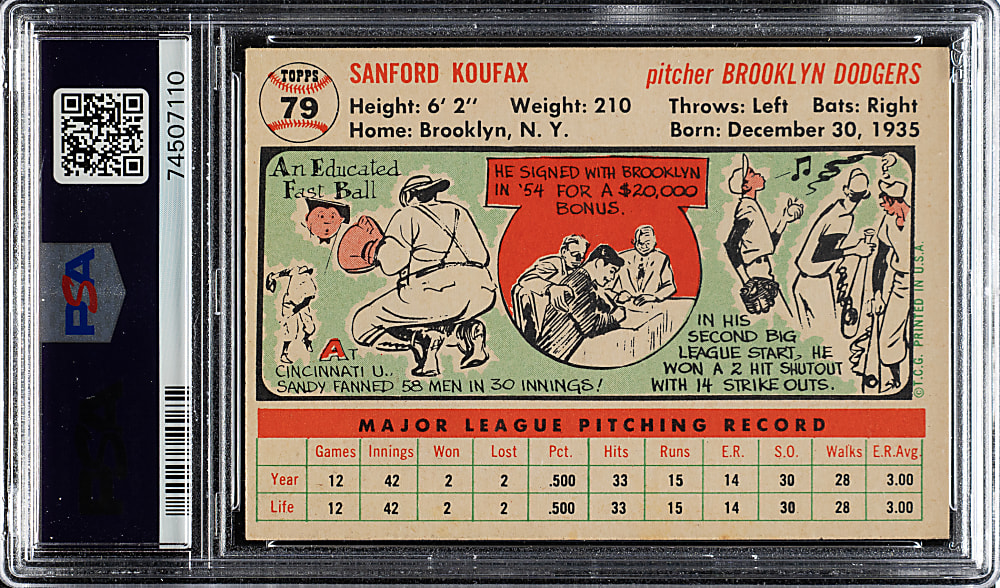 74507110
PSA
TOPPS
79
SANFORD KOUFAX
pitcher BROOKLYN DODGERS
Height: 6' 2" Weight: 210 Throws: Left Bats: Right
Home: Brooklyn, N. Y. Born: December 30, 1935
An Educated
Fast Ball
HE SIGNED WITH BROOKLYN
IN '54 FOR A $20,000
BONUS.
AT
CINCINNATI U..
SANDY FANNED 58 MEN IN 30 INNINGS!
IN HIS
SECOND BIG
LEAGUE START, HE
WON A 2 HIT SHUTOUT
WITH 14 STRIKE OUTS.
© T.C.G. PRINTED IN U.S.A.
MAJOR LEAGUE PITCHING RECORD
Games Innings Won Lost Pct. Hits Runs E.R. S.O. Walks E.R.Avg.
Year 12 42 2 2 .500 33 15 14 30 28 3.00
Life 12 42 2 2 .500 33 15 14 30 28 3.00